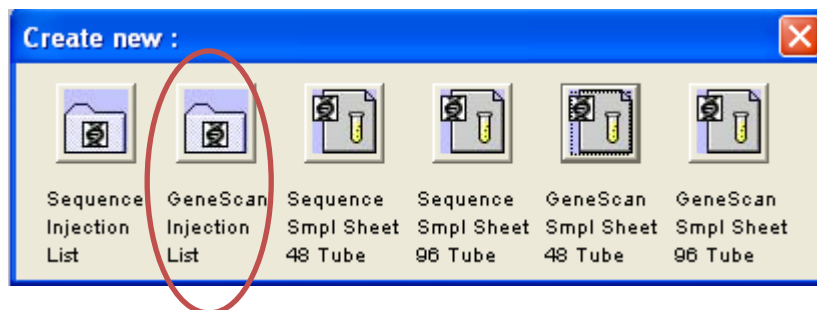 Create new :
Sequence Injection List
GeneScan Injection List
Sequence Smpl Sheet 48 Tube
Sequence Smpl Sheet 96 Tube
GeneScan Smpl Sheet 48 Tube
GeneScan Smpl Sheet 96 Tube